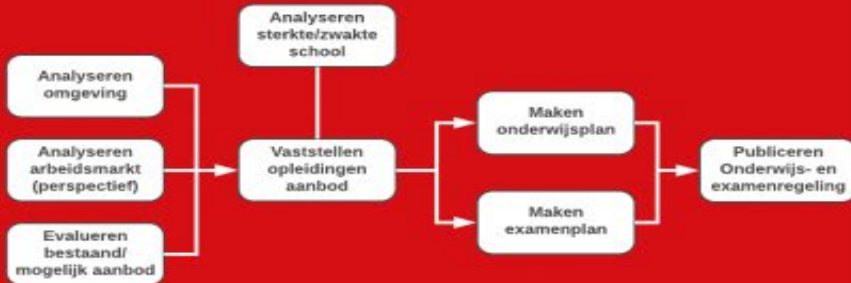 Analyseren
sterkte/zwakte
school
Analyseren
omgeving
Analyseren
arbeidsmarkt
(perspectief)
Evalueren
bestaand/
mogelijk aanbod
Vaststellen
opleidingen
aanbod
Maken
onderwijsplan
Maken
examenplan
Publiceren
Onderwijs- en
examenregeling